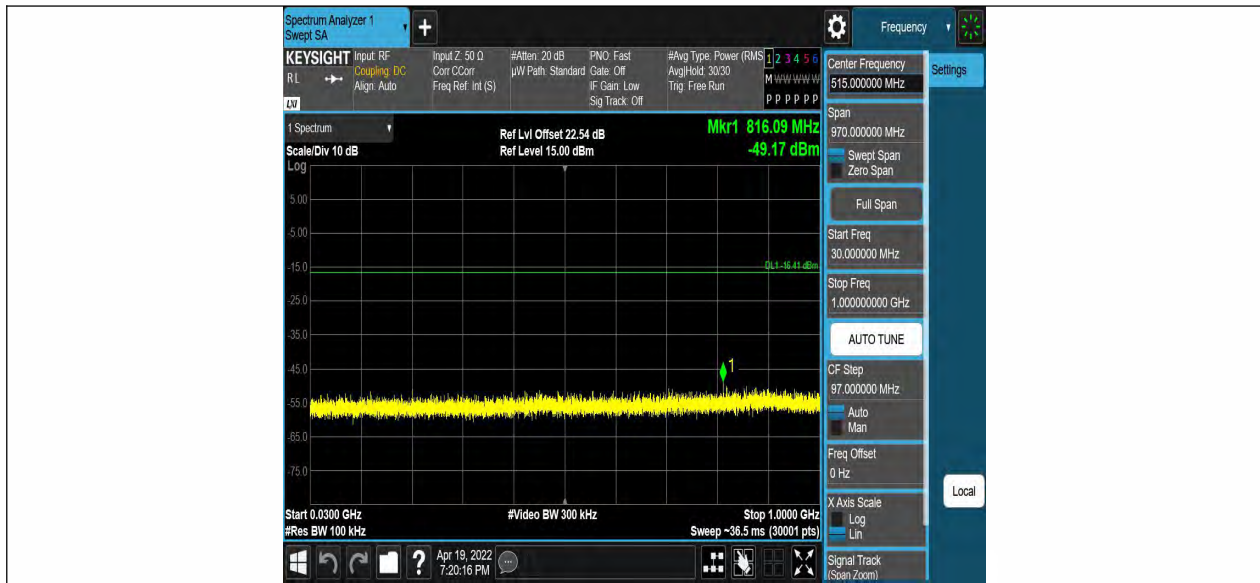 Spectrum Analyzer 1
Swept SA
+
Frequency
KEYSIGHT
RL
LXI
Input: RF
Coupling: DC
Align: Auto
Input Z: 50 Ω
Corr CCorr
Freq Ref: Int (S)
#Atten: 20 dB
µW Path: Standard
PNO: Fast
Gate: Off
IF Gain: Low
Sig Track: Off
#Avg Type: Power (RMS
Avg|Hold: 30/30
Trig: Free Run
1 2 3 4 5 6
M W W W W W
P P P P P P
1 Spectrum
Scale/Div 10 dB
Ref Lvl Offset 22.54 dB
Ref Level 15.00 dBm
Mkr1 816.09 MHz
-49.17 dBm
Log
5.00
-5.00
-15.0
DL1 -16.41 dBm
-25.0
-35.0
-45.0
1
-55.0
-65.0
-75.0
Start 0.0300 GHz
#Video BW 300 kHz
Stop 1.0000 GHz
#Res BW 100 kHz
Sweep ~36.5 ms (30001 pts)
?
Apr 19, 2022
7:20:16 PM
Center Frequency
515.000000 MHz
Settings
Span
970.000000 MHz
Swept Span
Zero Span
Full Span
Start Freq
30.000000 MHz
Stop Freq
1.000000000 GHz
AUTO TUNE
CF Step
97.000000 MHz
Auto
Man
Freq Offset
0 Hz
Local
X Axis Scale
Log
Lin
Signal Track
(Span Zoom)